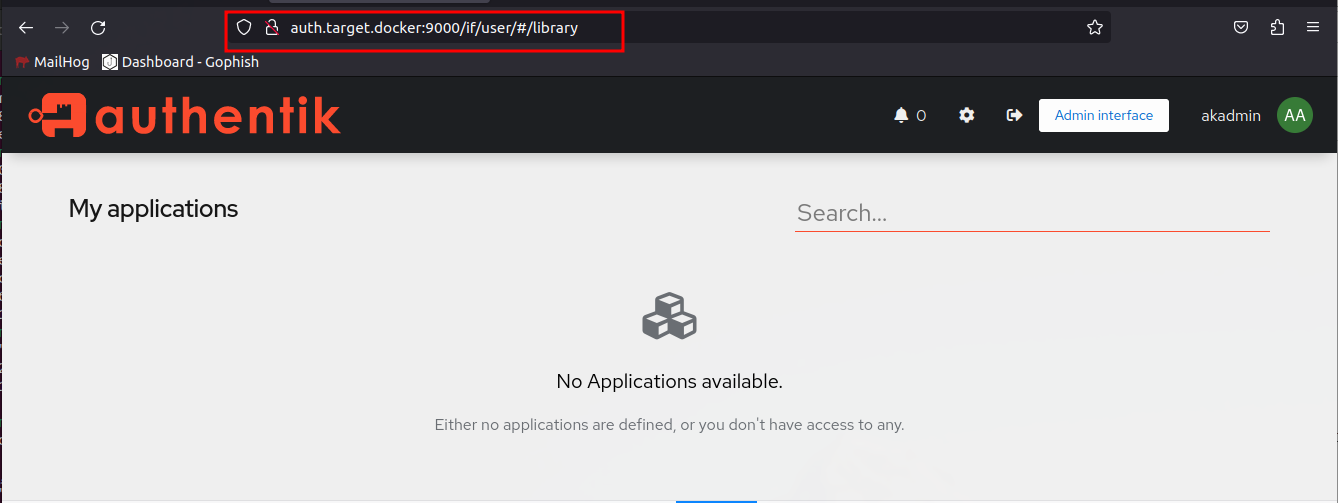 auth.target.docker:9000/if/user/#/library
MailHog Dashboard - Gophish
authentik 0 Admin interface akadmin AA
My applications Search...
No Applications available.
Either no applications are defined, or you don't have access to any.